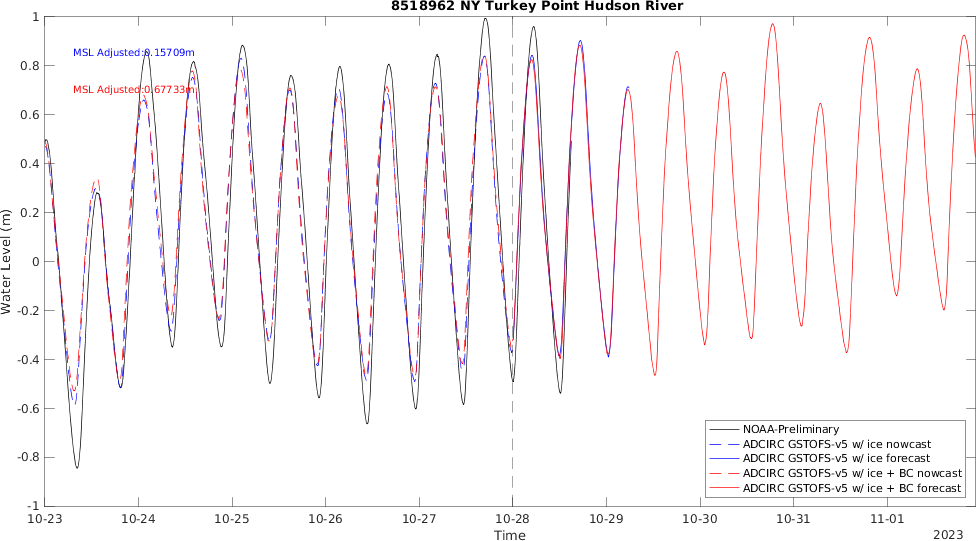 8518962 NY Turkey Point Hudson River
MSL Adjusted:0.15709m
MSL Adjusted:0.67733m
Water Level (m)
1
0.8
0.6
0.4
0.2
0
-0.2
-0.4
-0.6
-0.8
-1
NOAA-Preliminary
ADCIRC GSTOFS-v5 w/ ice nowcast
ADCIRC GSTOFS-v5 w/ ice forecast
ADCIRC GSTOFS-v5 w/ ice + BC nowcast
ADCIRC GSTOFS-v5 w/ ice + BC forecast
10-23 10-24 10-25 10-26 10-27 10-28 10-29 10-30 10-31 11-01
Time
2023